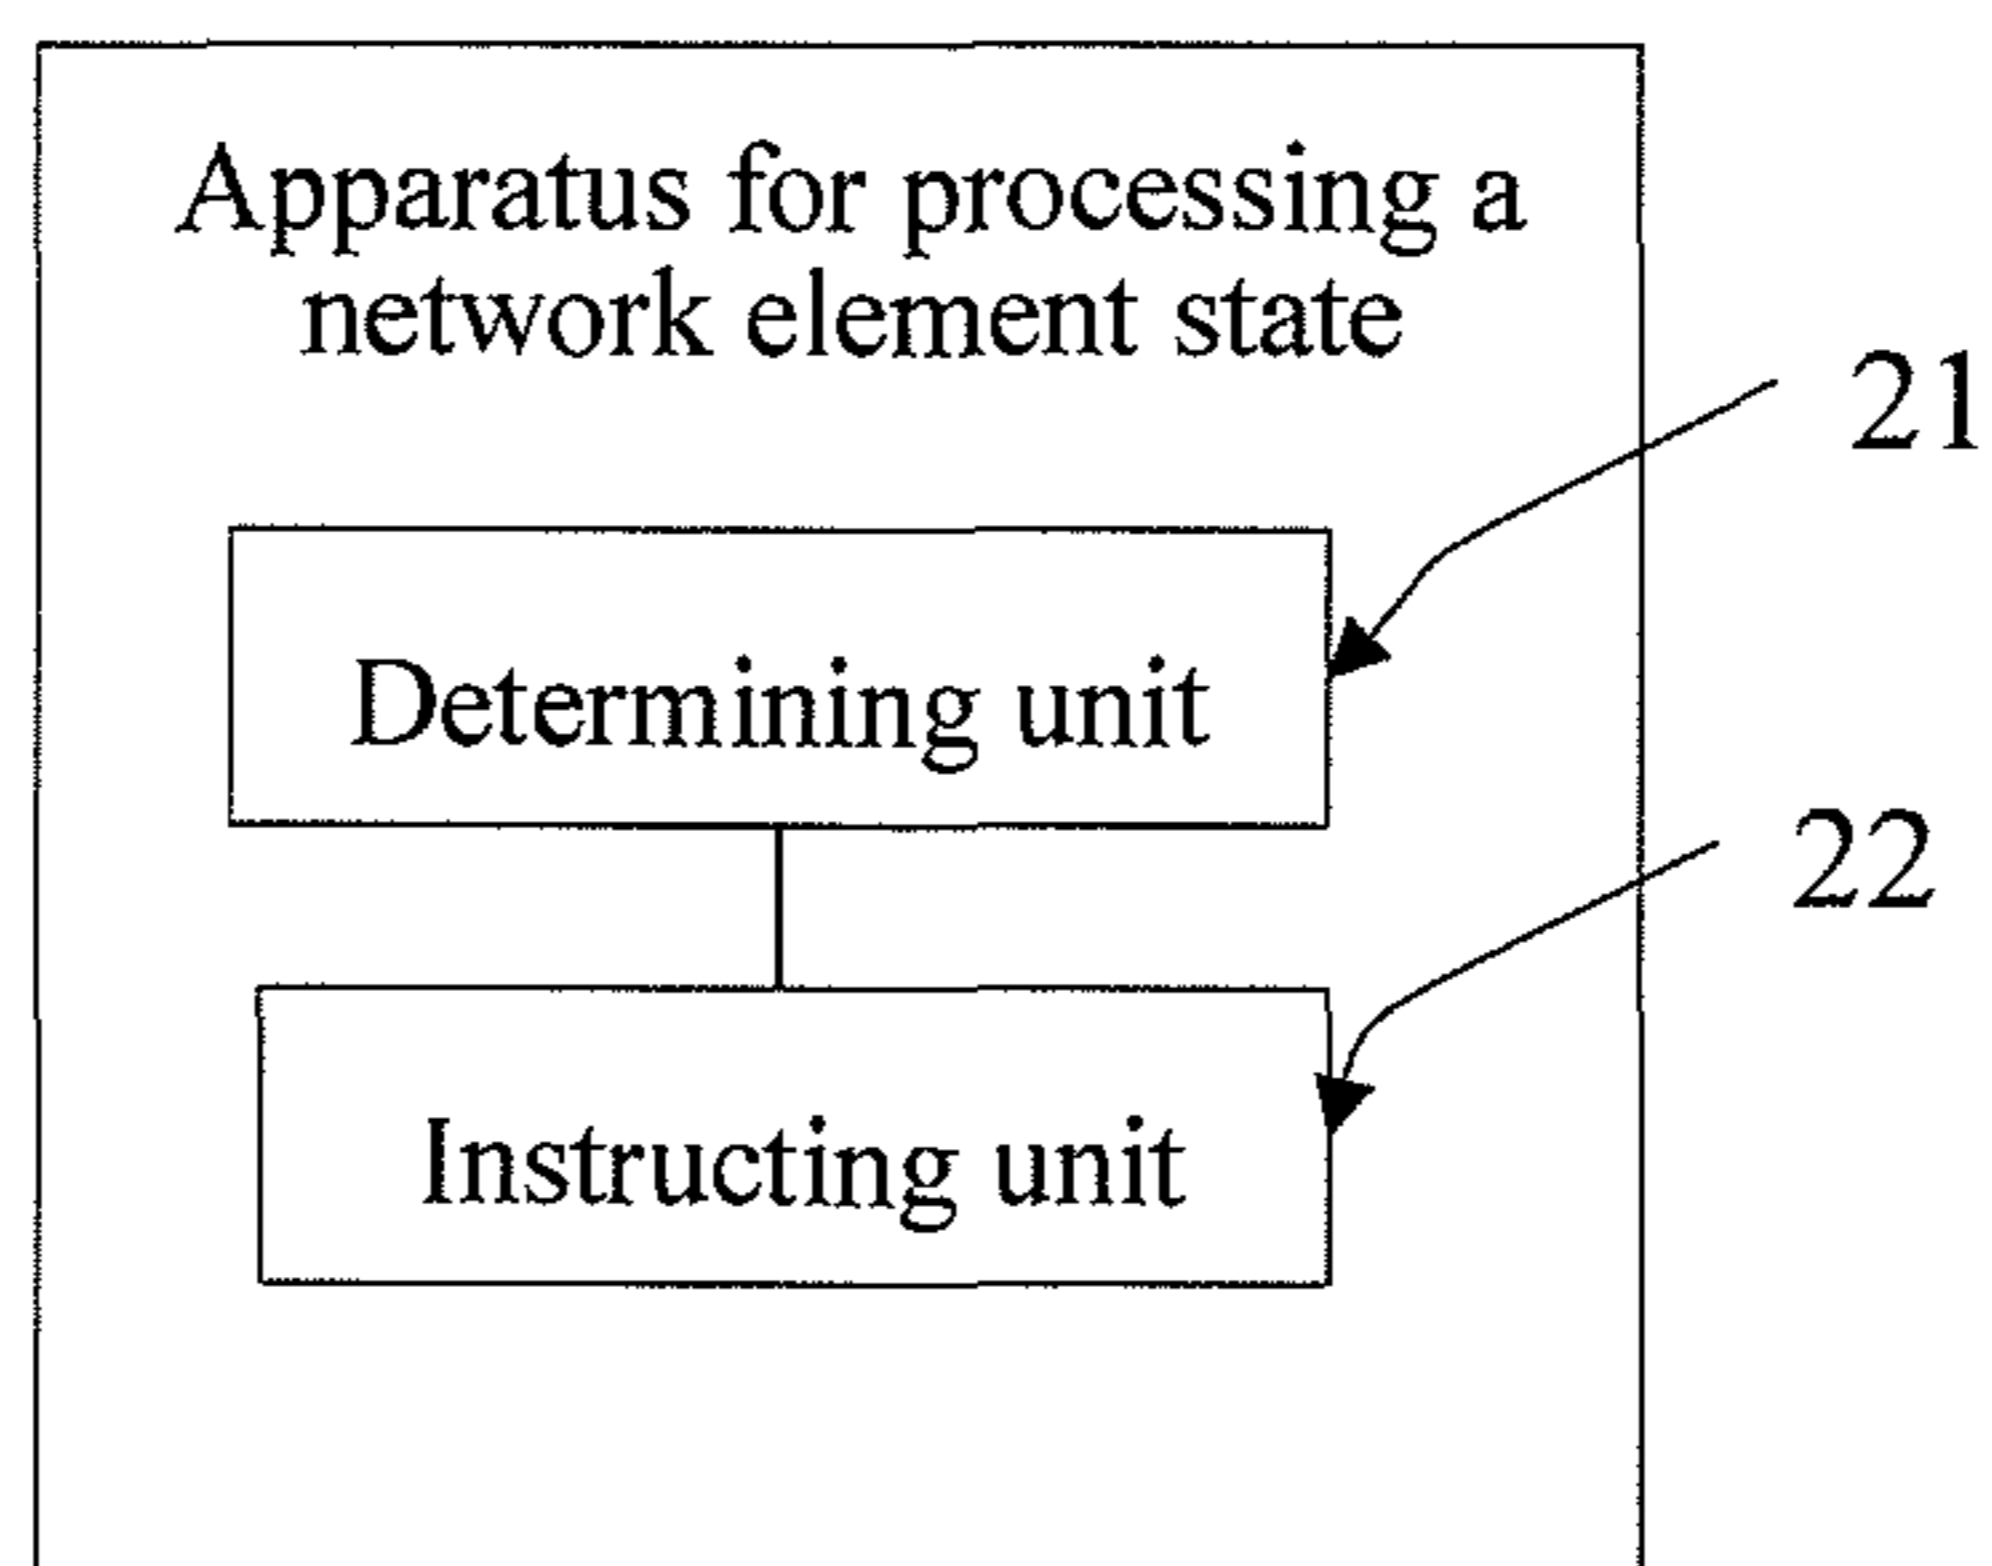 Apparatus for processing a
network element state
21
Determining unit
22
Instructing unit